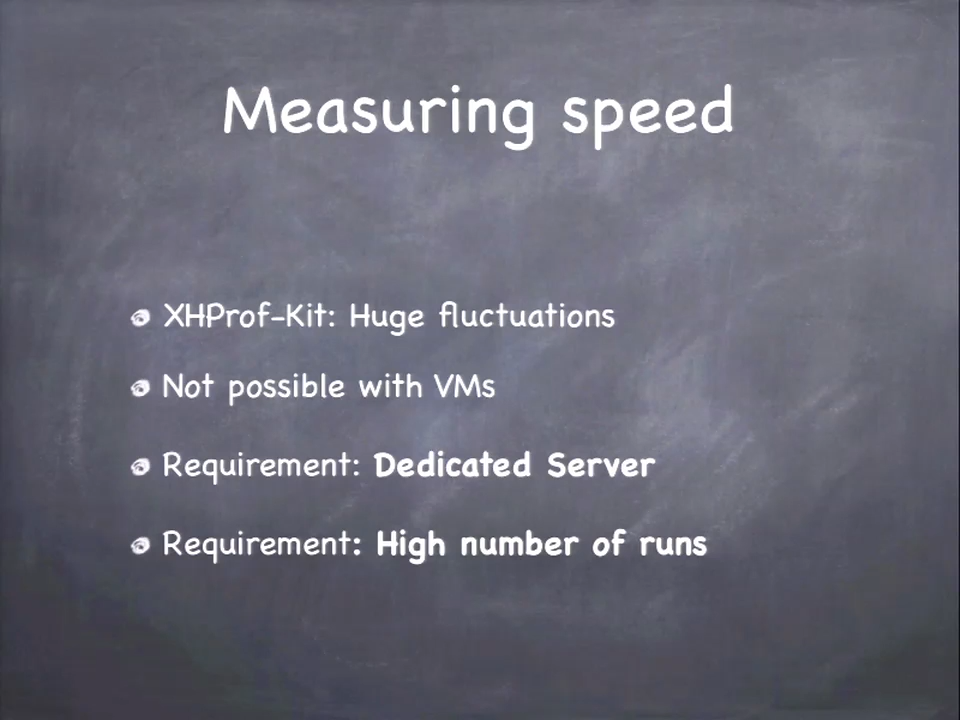 Measuring speed
XHProf-Kit: Huge fluctuations
Not possible with VMs
Requirement: Dedicated Server
Requirement: High number of runs